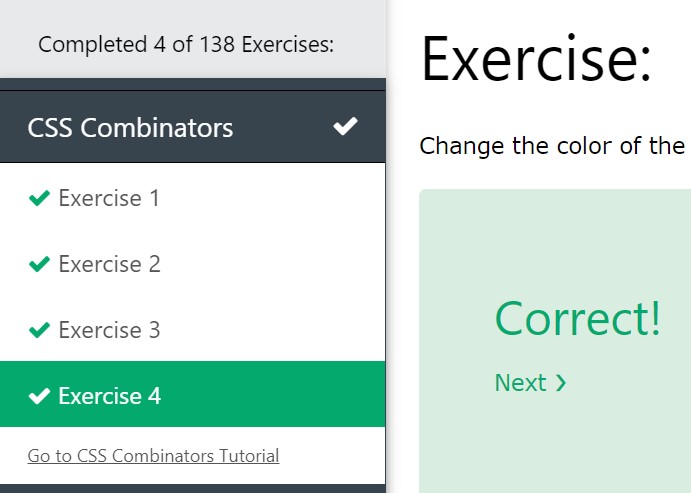 Completed 4 of 138 Exercises:
CSS Combinators
Exercise 1
Exercise 2
Exercise 3
Exercise 4
Go to CSS Combinators Tutorial
Exercise:
Change the color of the
Correct!
Next ❯